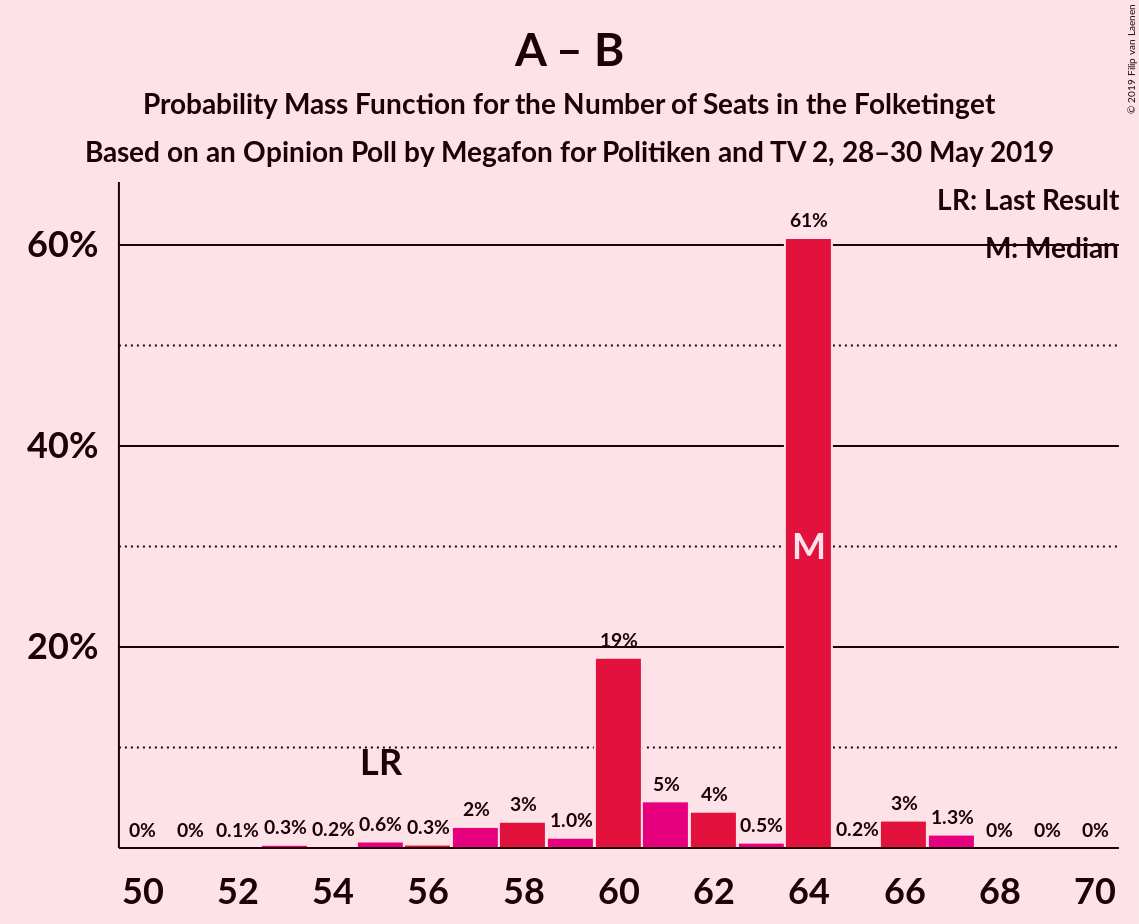 A – B
Probability Mass Function for the Number of Seats in the Folketinget
Based on an Opinion Poll by Megafon for Politiken and TV 2, 28–30 May 2019
© 2019 Filip van Laenen
LR: Last Result
M: Median
60%
40%
20%
61%
M
19%
LR
0% 0% 0.1% 0.3% 0.2% 0.6% 0.3% 2% 3% 1.0% 5% 4% 0.5% 0.2% 3% 1.3% 0% 0% 0%
50 52 54 56 58 60 62 64 66 68 70